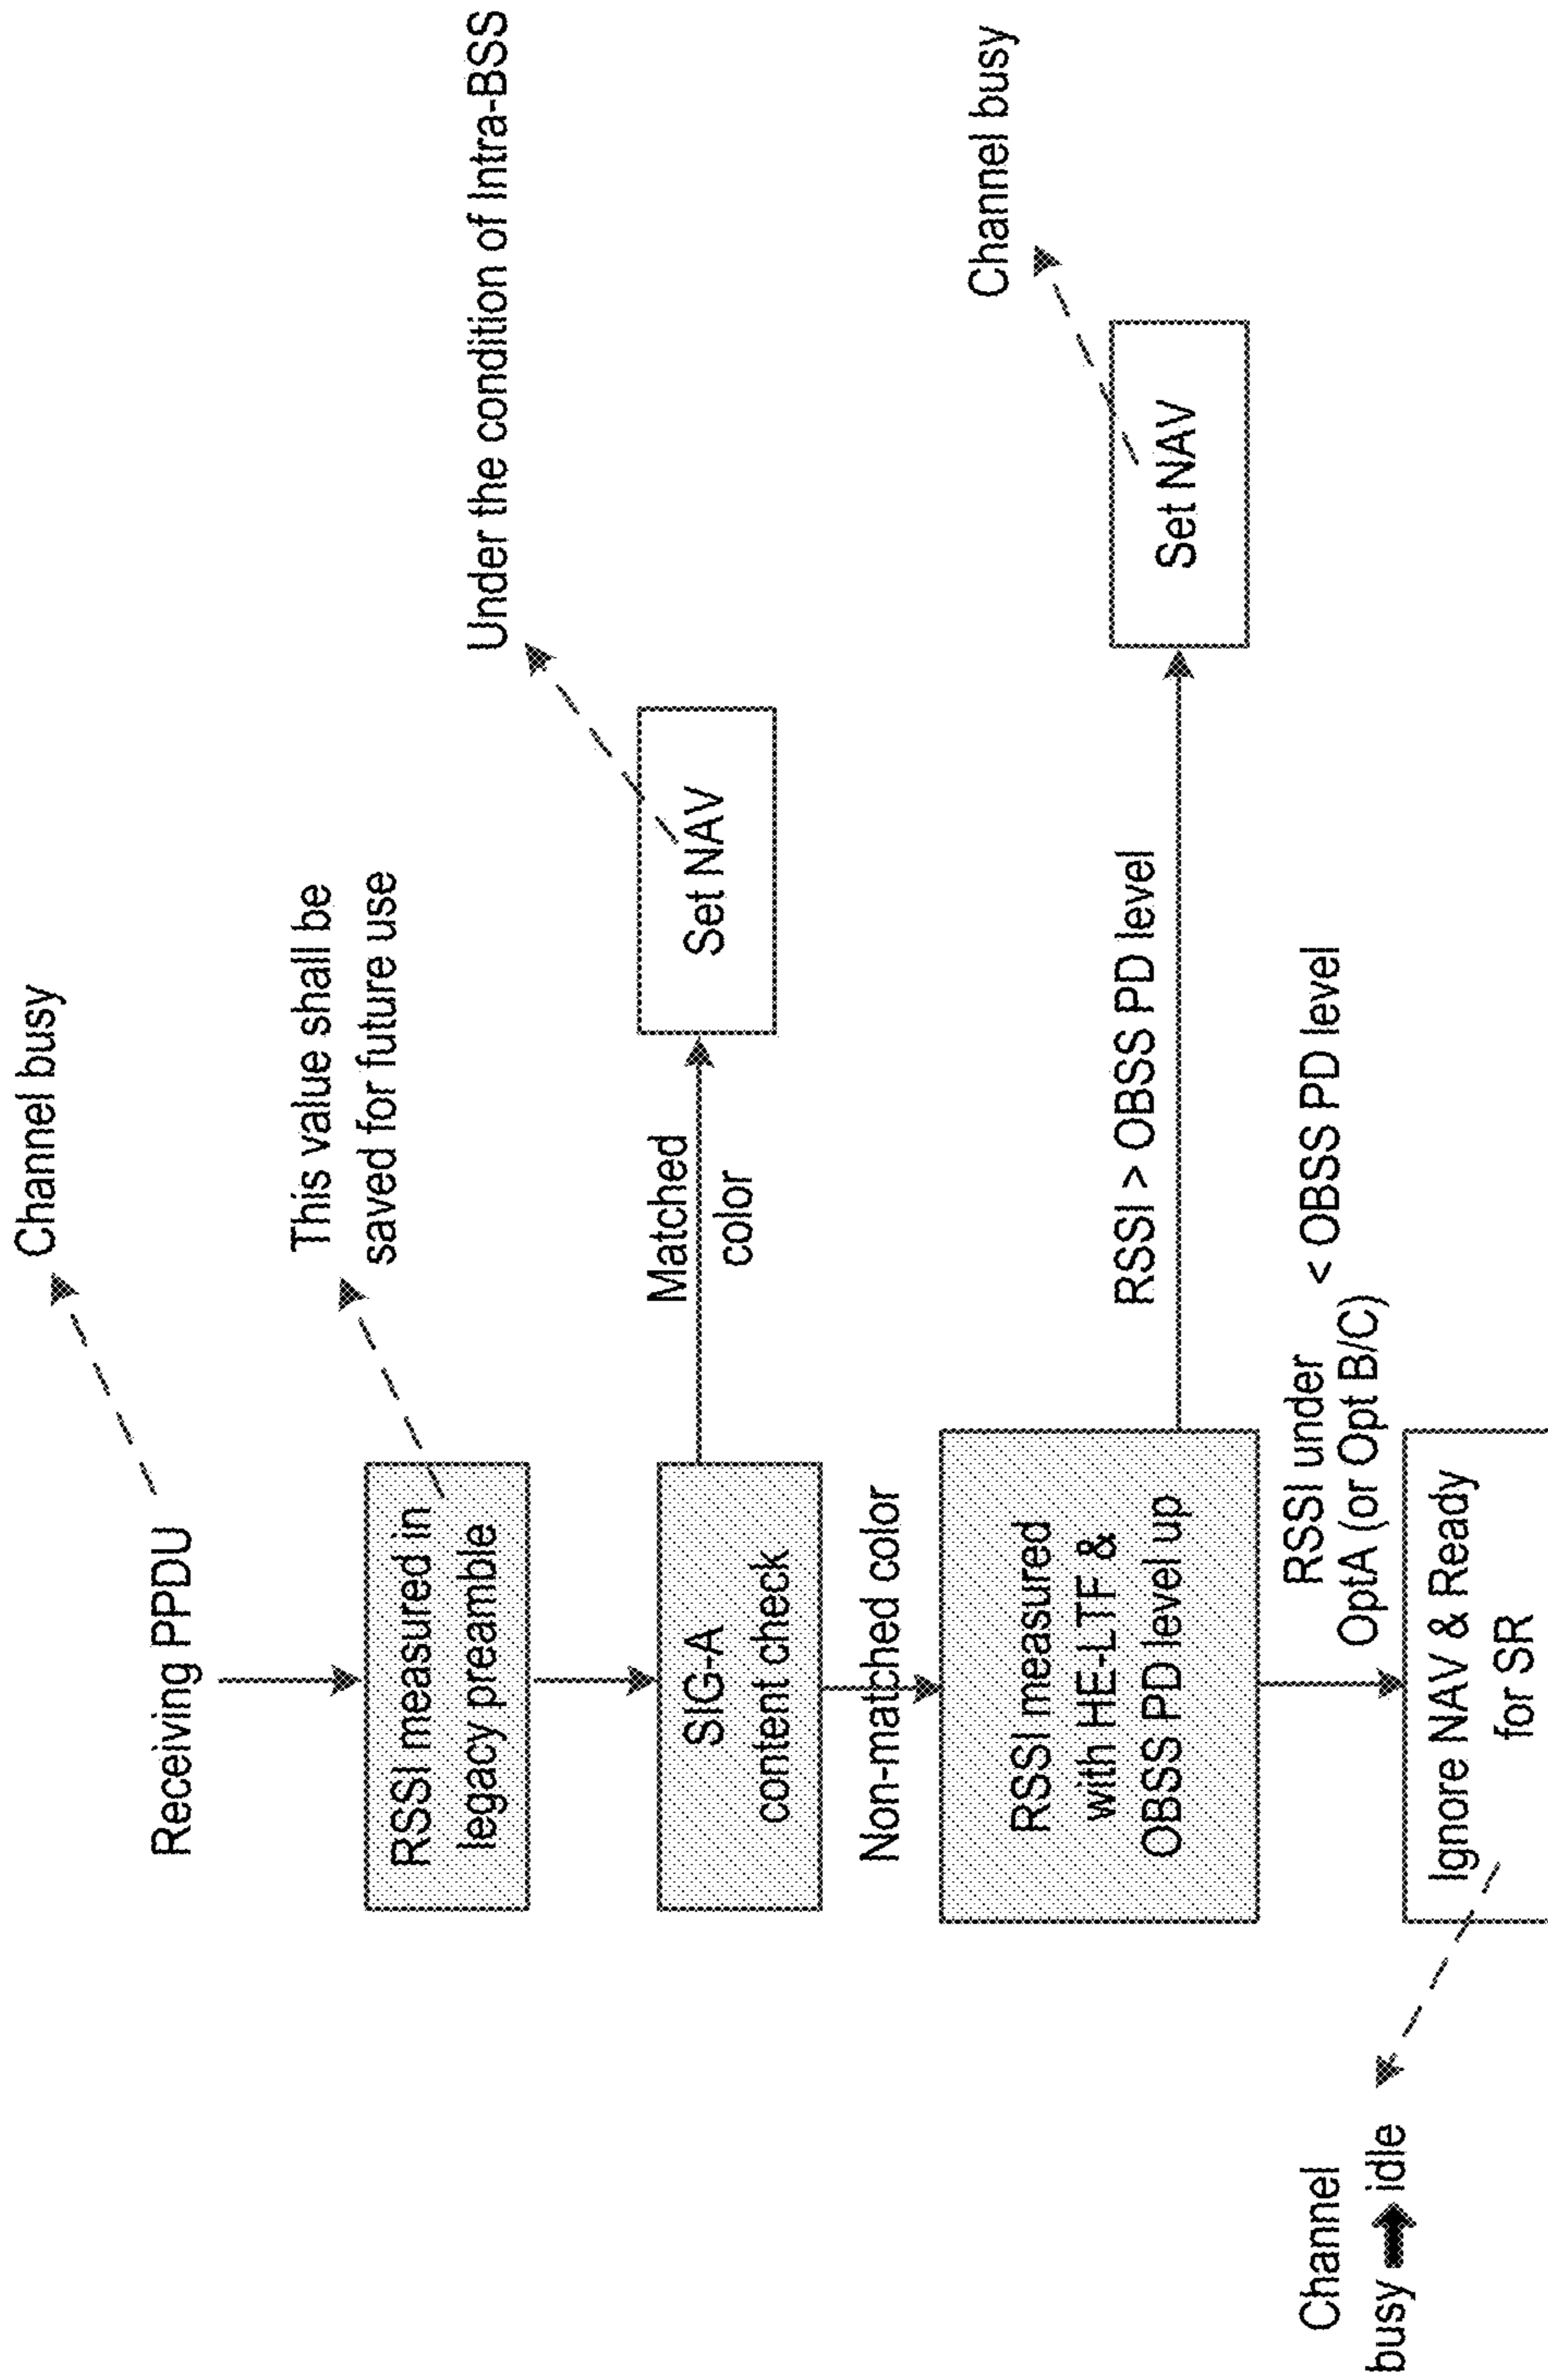 Channel busy
Receiving PPDU
This value shall be
saved for future use
RSSI measured in
legacy preamble
Under the condition of Intra-BSS
Matched
color
Set NAV
SIG-A
content check
Non-matched color
Channel busy
RSSI measured
with HE-LTF &
OBSS PD level up
RSSI > OBSS PD level
Set NAV
RSSI under
OptA (or Opt B/C)
< OBSS PD level
Channel
busy ➡ idle
Ignore NAV & Ready
for SR